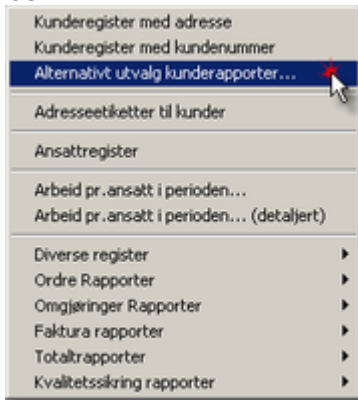 Kunderegister med adresse
Kunderegister med kundenummer
Alternativt utvalg kunderapporter...
Adresseetiketter til kunder
Ansattregister
Arbeid pr.ansatt i perioden...
Arbeid pr.ansatt i perioden... (detaljert)
Diverse register
Ordre Rapporter
Omgjøringer Rapporter
Faktura rapporter
Totaltrapporter
Kvalitetssikring rapporter